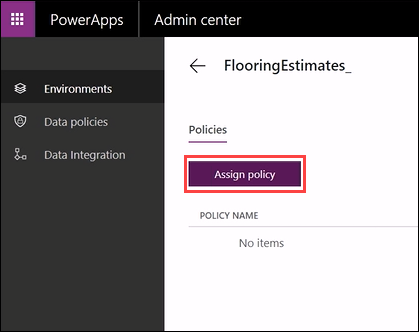 PowerApps Admin center
FlooringEstimates_
Environments
Data policies
Data Integration
Policies
Assign policy
POLICY NAME
No items